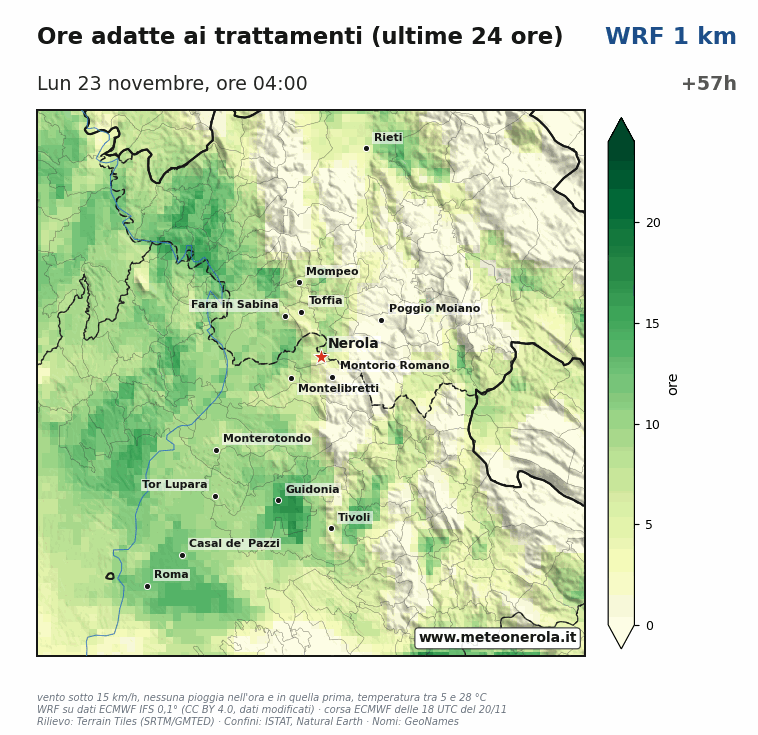 Ore adatte ai trattamenti (ultime 24 ore)
WRF 1 km
Lun 23 novembre, ore 04:00
+57h
Rieti
Mompeo
Fara in Sabina
Toffia
Poggio Moiano
Nerola
Montorio Romano
Montelibretti
Monterotondo
Tor Lupara
Guidonia
Tivoli
Casal de' Pazzi
Roma
www.meteonerola.it
20
15
10
5
0
ore
vento sotto 15 km/h, nessuna pioggia nell'ora e in quella prima, temperatura tra 5 e 28 °C
WRF su dati ECMWF IFS 0,1° (CC BY 4.0, dati modificati) · corsa ECMWF delle 18 UTC del 20/11
Rilievo: Terrain Tiles (SRTM/GMTED) · Confini: ISTAT, Natural Earth · Nomi: GeoNames